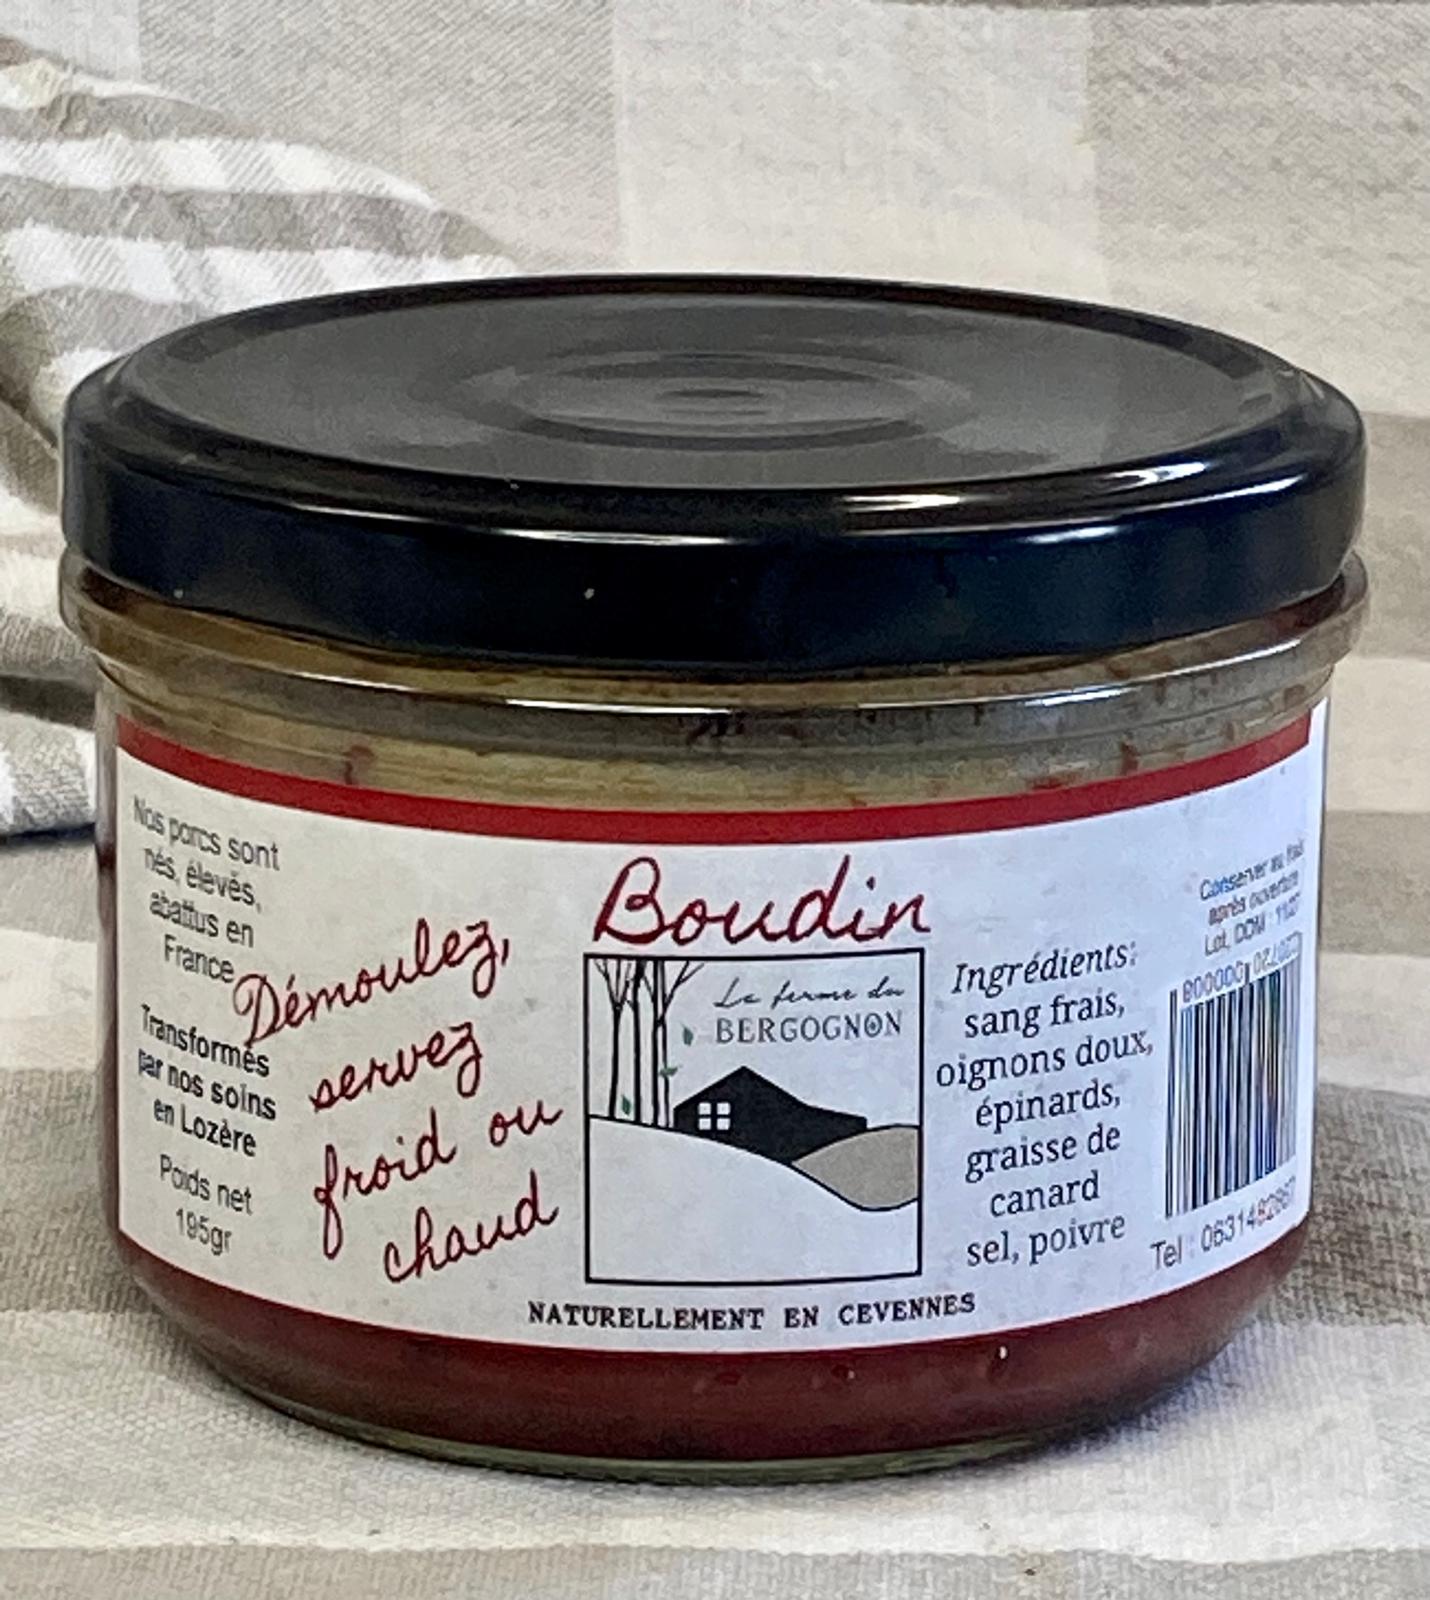 Nos porcs sont
nés, élevés,
abattus en
France
Transformés
par nos soins
en Lozère
Poids net
195gr
Démoulez,
servez
froid ou
chaud
Boudin
La ferme du
BERGOGNON
NATURELLEMENT EN CEVENNES
Ingrédients:
sang frais,
oignons doux,
épinards,
graisse de
canard
sel, poivre
Conserver au frais
après ouverture
Lot, DDM :
Tel :